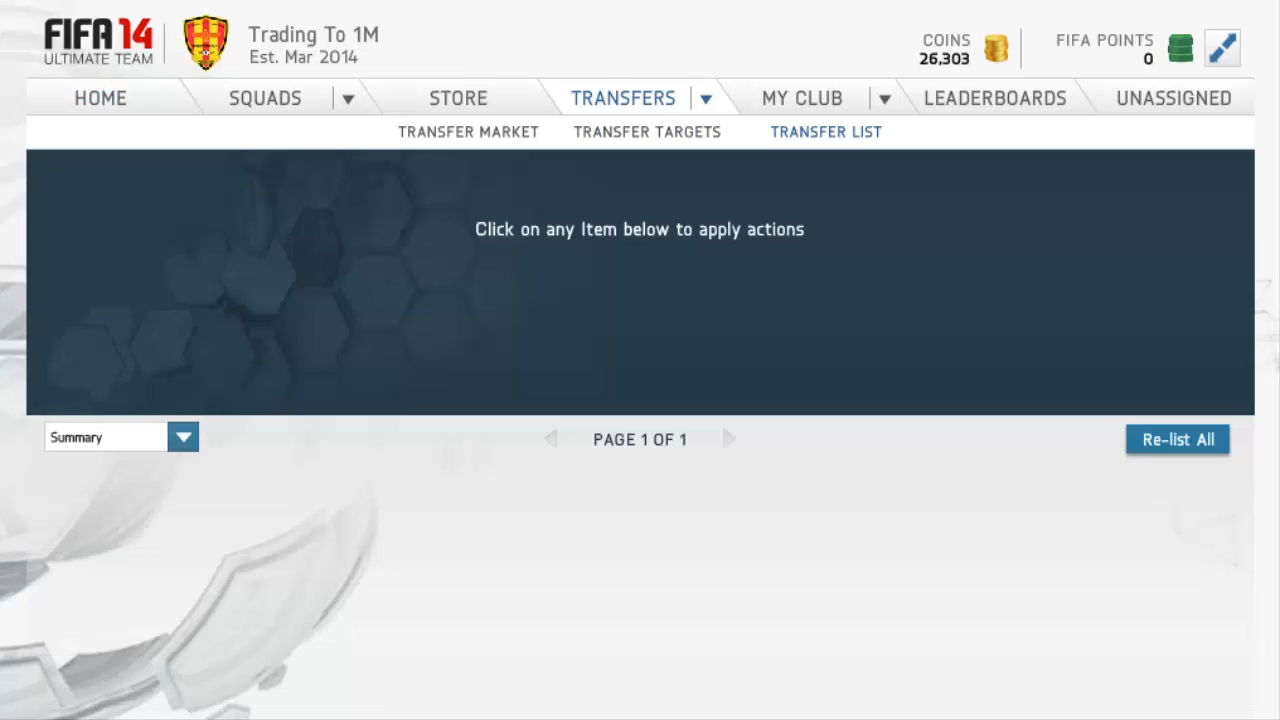 FIFA 14
ULTIMATE TEAM
Trading To 1M
Est. Mar 2014
COINS
26,303
FIFA POINTS
0
HOME
SQUADS
STORE
TRANSFERS
MY CLUB
LEADERBOARDS
UNASSIGNED
TRANSFER MARKET
TRANSFER TARGETS
TRANSFER LIST
Click on any Item below to apply actions
Summary
PAGE 1 OF 1
Re-list All